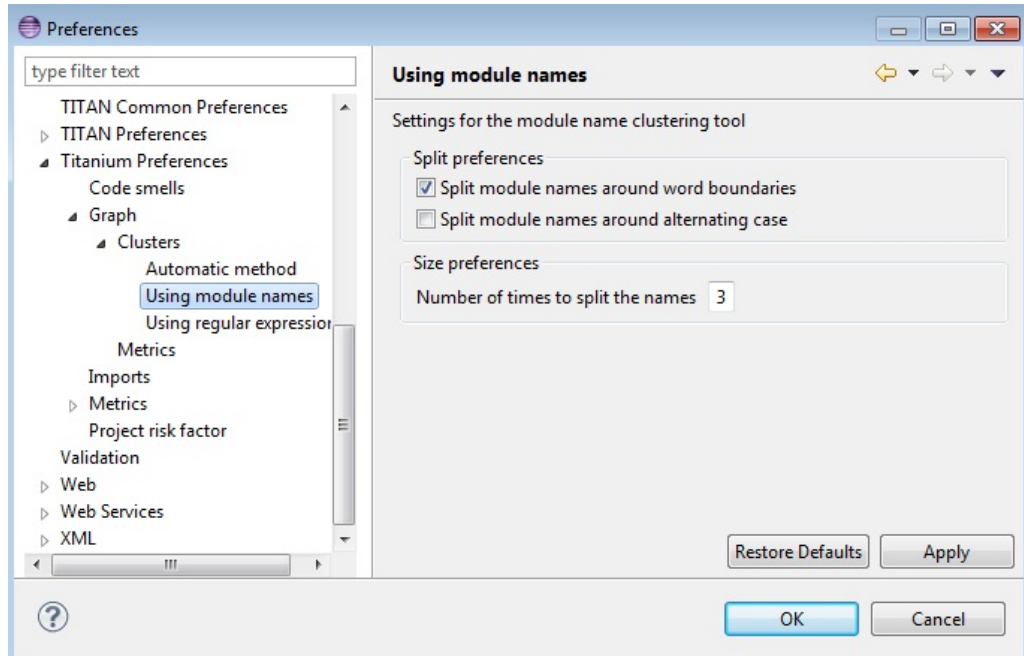 Preferences
type filter text
TITAN Common Preferences
TITAN Preferences
Titanium Preferences
Code smells
Graph
Clusters
Automatic method
Using module names
Using regular expression
Metrics
Imports
Metrics
Project risk factor
Validation
Web
Web Services
XML
Using module names
Settings for the module name clustering tool
Split preferences
Split module names around word boundaries
Split module names around alternating case
Size preferences
Number of times to split the names 3
Restore Defaults Apply
?
OK Cancel